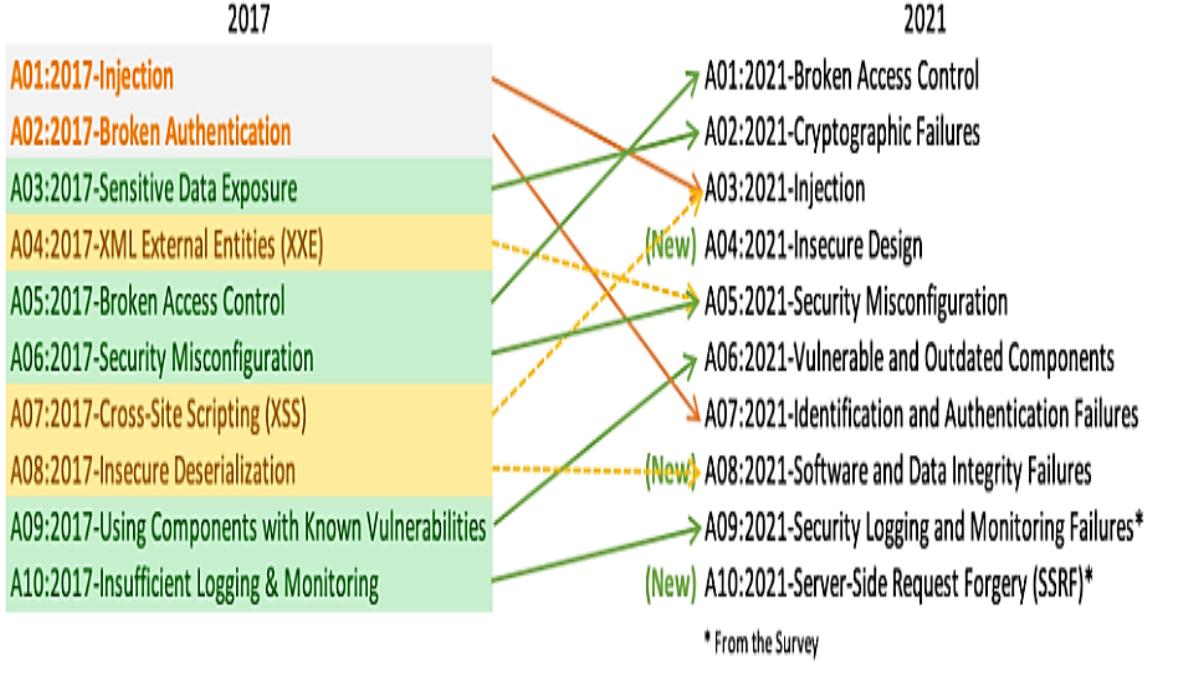 2017
A01:2017-Injection
A02:2017-Broken Authentication
A03:2017-Sensitive Data Exposure
A04:2017-XML External Entities (XXE)
A05:2017-Broken Access Control
A06:2017-Security Misconfiguration
A07:2017-Cross-Site Scripting (XSS)
A08:2017-Insecure Deserialization
A09:2017-Using Components with Known Vulnerabilities
A10:2017-Insufficient Logging & Monitoring
2021
A01:2021-Broken Access Control
A02:2021-Cryptographic Failures
A03:2021-Injection
(New) A04:2021-Insecure Design
A05:2021-Security Misconfiguration
A06:2021-Vulnerable and Outdated Components
A07:2021-Identification and Authentication Failures
(New) A08:2021-Software and Data Integrity Failures
A09:2021-Security Logging and Monitoring Failures*
(New) A10:2021-Server-Side Request Forgery (SSRF)*
* From the Survey